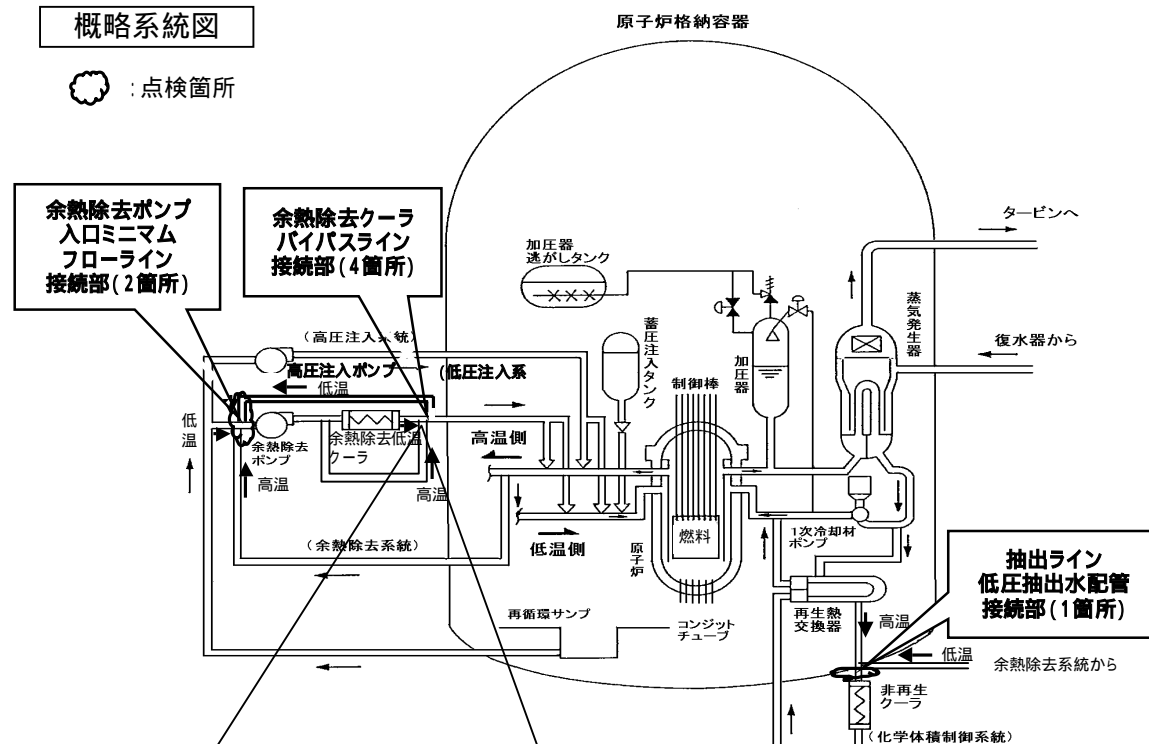 概略系統図
：点検箇所
原子炉格納容器
余熱除去ポンプ
入口ミニマム
フローライン
接続部(2箇所)
余熱除去クーラ
バイパスライン
接続部(4箇所)
加圧器
逃がしタンク
タービンへ
蒸気発生器
復水器から
蓄圧注入タンク
加圧器
制御棒
(高圧注入系統)
高圧注入ポンプ
(低圧注入系
低温
低温
余熱除去
ポンプ
余熱除去低温
クーラ
高温
高温
高温側
低温側
(余熱除去系統)
原子炉
燃料
1次冷却材
ポンプ
再生熱
交換器
高温
抽出ライン
低圧抽出水配管
接続部(1箇所)
低温
余熱除去系統から
再循環サンプ
コンジット
チューブ
非再生
クーラ
(化学体積制御系統)